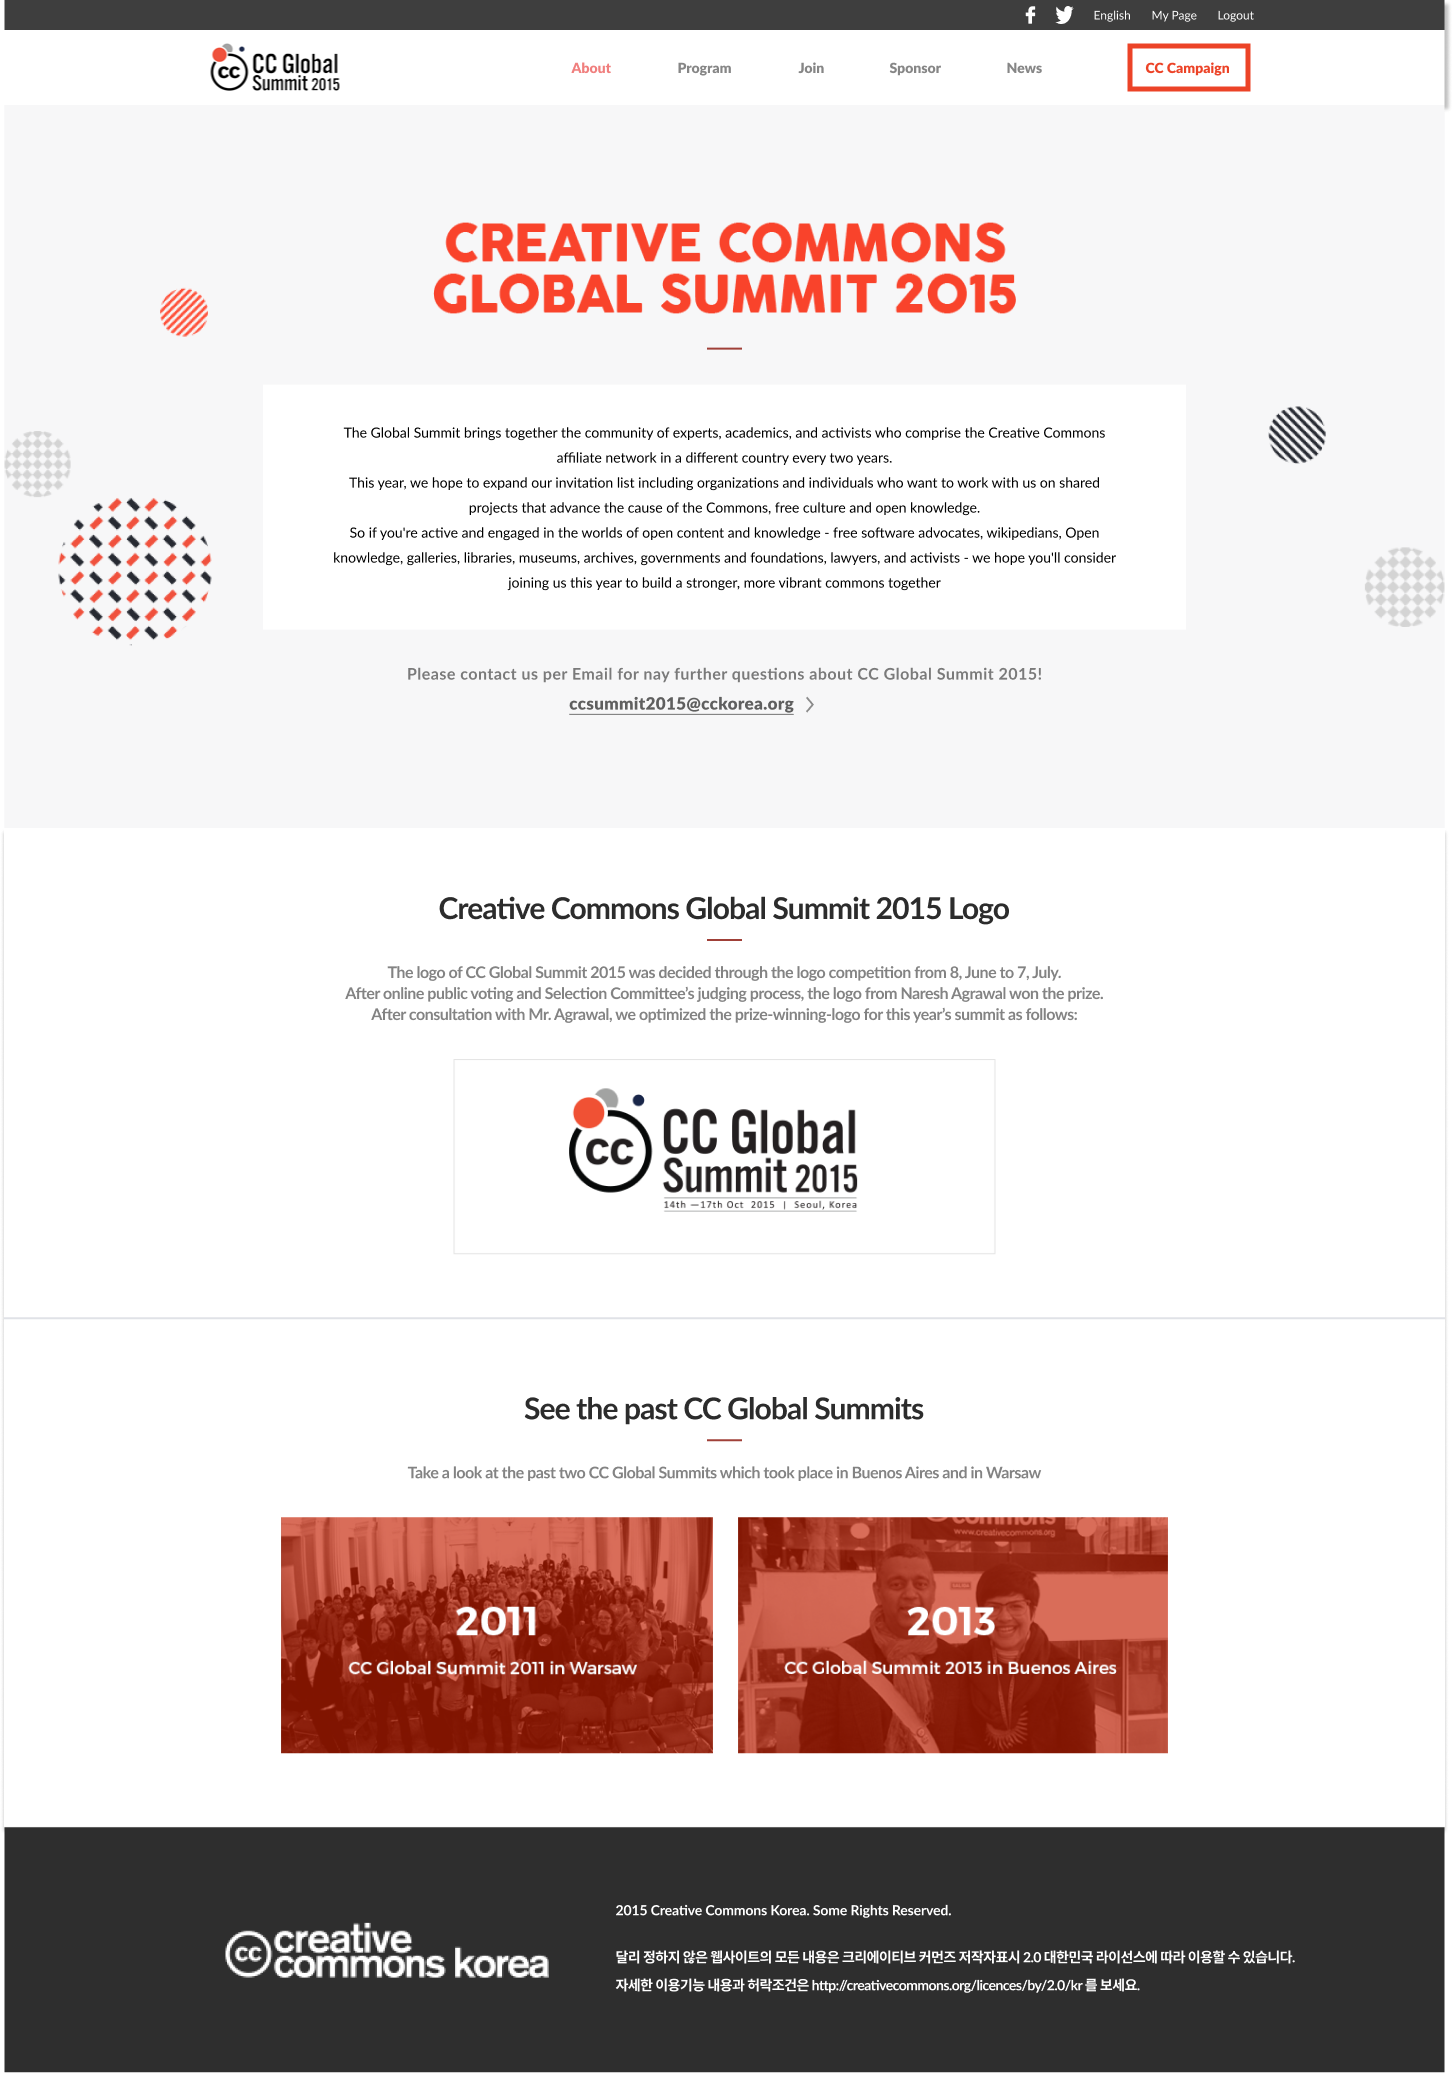 English My Page Logout
cc CC Global
Summit 2015
About Program Join Sponsor News CC Campaign
CREATIVE COMMONS
GLOBAL SUMMIT 2015
The Global Summit brings together the community of experts, academics, and activists who comprise the Creative Commons
affiliate network in a different country every two years.
This year, we hope to expand our invitation list including organizations and individuals who want to work with us on shared
projects that advance the cause of the Commons, free culture and open knowledge.
So if you're active and engaged in the worlds of open content and knowledge - free software advocates, wikipedians, Open
knowledge, galleries, libraries, museums, archives, governments and foundations, lawyers, and activists - we hope you'll consider
joining us this year to build a stronger, more vibrant commons together
Please contact us per Email for nay further questions about CC Global Summit 2015!
ccsummit2015@cckorea.org
Creative Commons Global Summit 2015 Logo
The logo of CC Global Summit 2015 was decided through the logo competition from 8, June to 7, July.
After online public voting and Selection Committee’s judging process, the logo from Naresh Agrawal won the prize.
After consultation with Mr. Agrawal, we optimized the prize-winning-logo for this year’s summit as follows:
cc CC Global
Summit 2015
14th —17th Oct 2015 | Seoul, Korea
See the past CC Global Summits
Take a look at the past two CC Global Summits which took place in Buenos Aires and in Warsaw
2011
CC Global Summit 2011 in Warsaw
commons
www.creativecommons.org
SALIDA
2013
CC Global Summit 2013 in Buenos Aires
cc creative
commons korea
2015 Creative Commons Korea. Some Rights Reserved.
달리 정하지 않은 웹사이트의 모든 내용은 크리에이티브 커먼즈 저작자표시 2.0 대한민국 라이선스에 따라 이용할 수 있습니다.
자세한 이용기능 내용과 허락조건은 http://creativecommons.org/licences/by/2.0/kr 를 보세요.